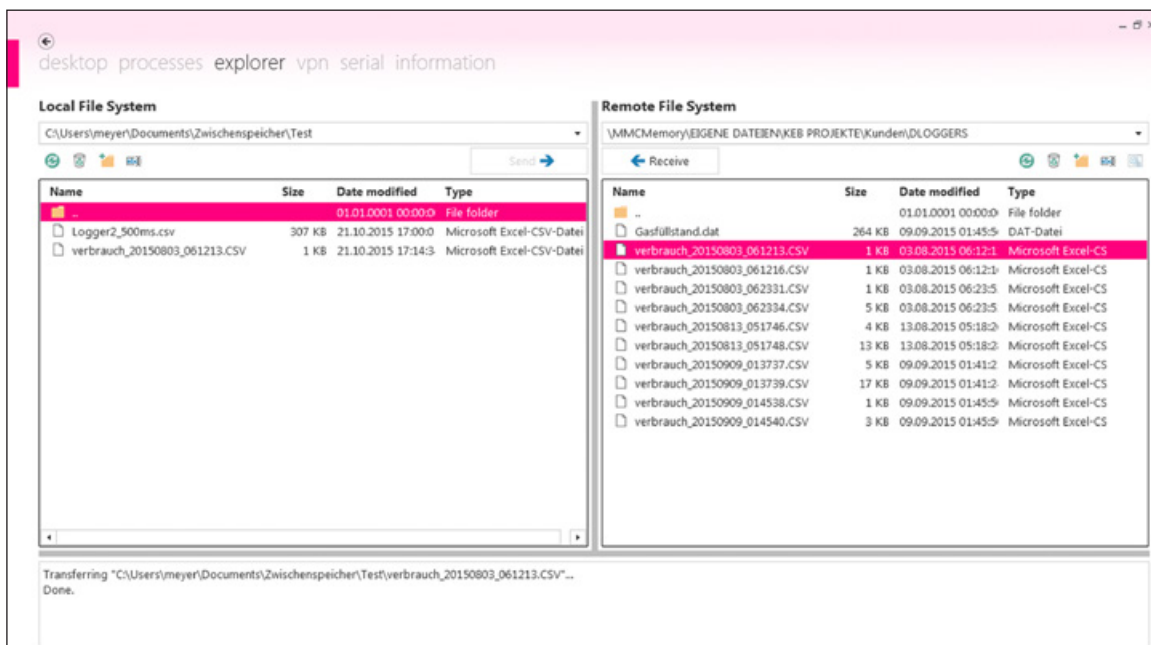 desktop processes explorer vpn serial information
Local File System
C:\Users\meyer\Documents\Zwischenspeicher\Test
Send
Name Size Date modified Type
.. 01.01.0001 00:00:0 File folder
Logger2_500ms.csv 307 KB 21.10.2015 17:00:0 Microsoft Excel-CSV-Datei
verbrauch_20150803_061213.CSV 1 KB 21.10.2015 17:14:3 Microsoft Excel-CSV-Datei
Remote File System
\MMCMemory\EIGENE DATEIEN\KEB PROJEKTE\Kunden\DLOGGERS
Receive
Name Size Date modified Type
.. 01.01.0001 00:00:0 File folder
Gasfüllstand.dat 264 KB 09.09.2015 01:45:5 DAT-Datei
verbrauch_20150803_061213.CSV 1 KB 03.08.2015 06:12:1 Microsoft Excel-CS
verbrauch_20150803_061216.CSV 1 KB 03.08.2015 06:12:1 Microsoft Excel-CS
verbrauch_20150803_062331.CSV 1 KB 03.08.2015 06:23:5 Microsoft Excel-CS
verbrauch_20150803_062334.CSV 5 KB 03.08.2015 06:23:5 Microsoft Excel-CS
verbrauch_20150813_051746.CSV 4 KB 13.08.2015 05:18:2 Microsoft Excel-CS
verbrauch_20150813_051748.CSV 13 KB 13.08.2015 05:18:2 Microsoft Excel-CS
verbrauch_20150909_013737.CSV 5 KB 09.09.2015 01:41:2 Microsoft Excel-CS
verbrauch_20150909_013739.CSV 17 KB 09.09.2015 01:41:2 Microsoft Excel-CS
verbrauch_20150909_014538.CSV 1 KB 09.09.2015 01:45:5 Microsoft Excel-CS
verbrauch_20150909_014540.CSV 3 KB 09.09.2015 01:45:5 Microsoft Excel-CS
Transferring "C:\Users\meyer\Documents\Zwischenspeicher\Test\verbrauch_20150803_061213.CSV"...
Done.